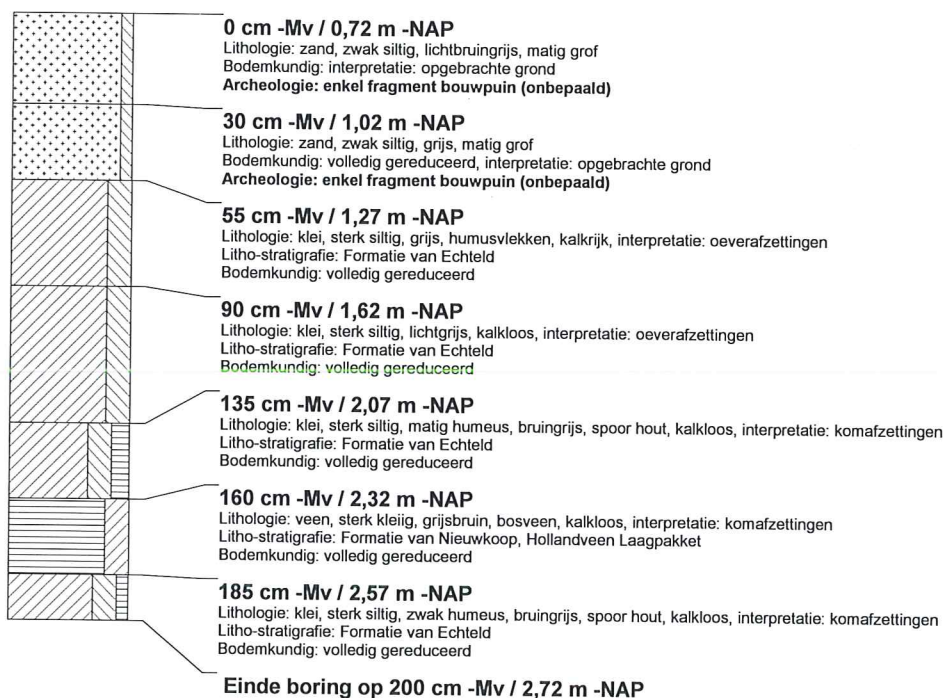 0 cm -Mv / 0,72 m -NAP
Lithologie: zand, zwak siltig, lichtbruingrijs, matig grof
Bodemkundig: interpretatie: opgebrachte grond
Archeologie: enkel fragment bouwpuin (onbepaald)
30 cm -Mv / 1,02 m -NAP
Lithologie: zand, zwak siltig, grijs, matig grof
Bodemkundig: volledig gereduceerd, interpretatie: opgebrachte grond
Archeologie: enkel fragment bouwpuin (onbepaald)
55 cm -Mv / 1,27 m -NAP
Lithologie: klei, sterk siltig, grijs, humusvlekken, kalkrijk, interpretatie: oeverafzettingen
Litho-stratigrafie: Formatie van Echteld
Bodemkundig: volledig gereduceerd
90 cm -Mv / 1,62 m -NAP
Lithologie: klei, sterk siltig, lichtgrijs, kalkloos, interpretatie: oeverafzettingen
Litho-stratigrafie: Formatie van Echteld
Bodemkundig: volledig gereduceerd
135 cm -Mv / 2,07 m -NAP
Lithologie: klei, sterk siltig, matig humeus, bruingrijs, spoor hout, kalkloos, interpretatie: komafzettingen
Litho-stratigrafie: Formatie van Echteld
Bodemkundig: volledig gereduceerd
160 cm -Mv / 2,32 m -NAP
Lithologie: veen, sterk kleiig, grijsbruin, bosveen, kalkloos, interpretatie: komafzettingen
Litho-stratigrafie: Formatie van Nieuwkoop, Hollandveen Laagpakket
Bodemkundig: volledig gereduceerd
185 cm -Mv / 2,57 m -NAP
Lithologie: klei, sterk siltig, zwak humeus, bruingrijs, spoor hout, kalkloos, interpretatie: komafzettingen
Litho-stratigrafie: Formatie van Echteld
Bodemkundig: volledig gereduceerd
Einde boring op 200 cm -Mv / 2,72 m -NAP